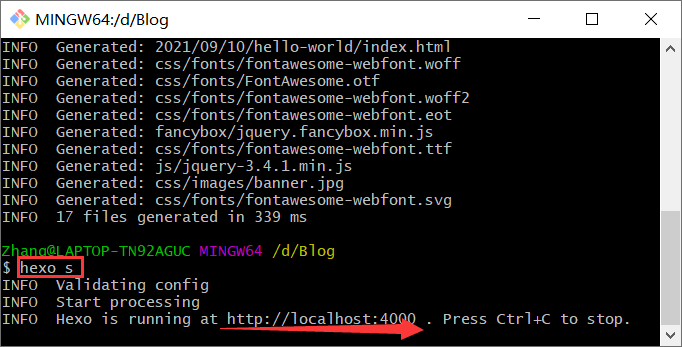 MINGW64:/d/Blog
INFO  Generated: 2021/09/10/hello-world/index.html
INFO  Generated: css/fonts/fontawesome-webfont.woff
INFO  Generated: css/fonts/FontAwesome.otf
INFO  Generated: css/fonts/fontawesome-webfont.woff2
INFO  Generated: css/fonts/fontawesome-webfont.eot
INFO  Generated: fancybox/jquery.fancybox.min.js
INFO  Generated: css/fonts/fontawesome-webfont.ttf
INFO  Generated: js/jquery-3.4.1.min.js
INFO  Generated: css/images/banner.jpg
INFO  Generated: css/fonts/fontawesome-webfont.svg
INFO  17 files generated in 339 ms
Zhang@LAPTOP-TN92AGUC MINGW64 /d/Blog
$ hexo s
INFO  Validating config
INFO  Start processing
INFO  Hexo is running at http://localhost:4000 . Press Ctrl+C to stop.